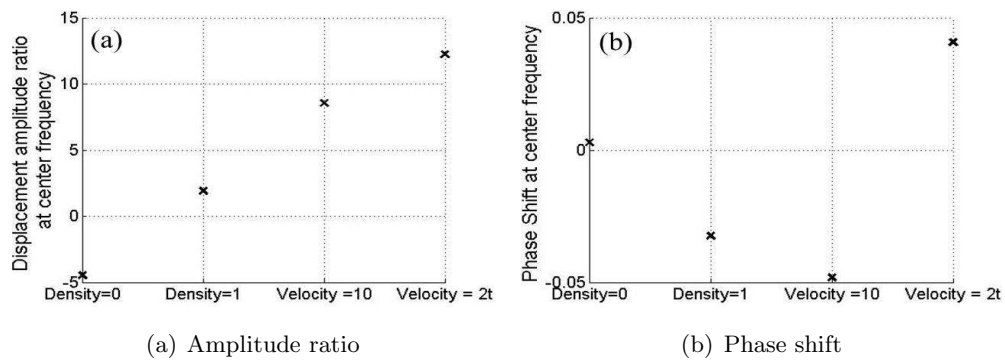 (a)
Displacement amplitude ratio
at center frequency
15
10
5
0
-5
Density=0 Density=1 Velocity =10 Velocity = 2t
(a) Amplitude ratio
(b)
Phase Shift at center frequency
0.05
0
-0.05
Density=0 Density=1 Velocity =10 Velocity = 2t
(b) Phase shift